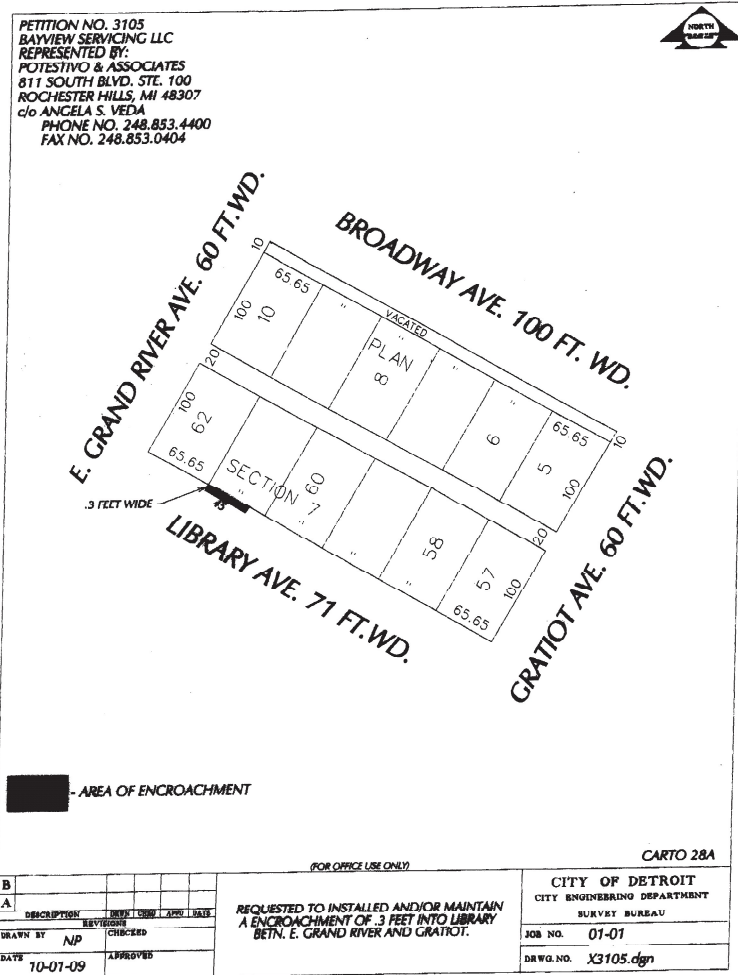 PETITION NO. 3105
BAYVIEW SERVICING LLC
REPRESENTED BY:
POTESTIVO & ASSOCIATES
811 SOUTH BLVD. STE. 100
ROCHESTER HILLS, MI 48307
c/o ANGELA S. VEDA
PHONE NO. 248.853.4400
FAX NO. 248.853.0404
NORTH
E. GRAND RIVER AVE. 60 FT.WD.
BROADWAY AVE. 100 FT. WD.
10
65.65
"
VACATED
100
10
PLAN
8
"
"
"
6
65.65
10
5
100
20
20
100
62
65.65
SECTION 7
"
60
"
"
58
"
57
100
65.65
.3 FEET WIDE
45
LIBRARY AVE. 71 FT.WD.
GRATIOT AVE. 60 FT.WD.
- AREA OF ENCROACHMENT
CARTO 28A
(FOR OFFICE USE ONLY)
B
A
DESCRIPTION DRWN CHKD APPD DATE
REVISIONS
DRAWN BY NP CHECKED
DATE 10-01-09 APPROVED
REQUESTED TO INSTALLED AND/OR MAINTAIN
A ENCROACHMENT OF .3 FEET INTO LIBRARY
BETN. E. GRAND RIVER AND GRATIOT.
CITY OF DETROIT
CITY ENGINEERING DEPARTMENT
SURVEY BUREAU
JOB NO. 01-01
DRWG. NO. X3105.dgn